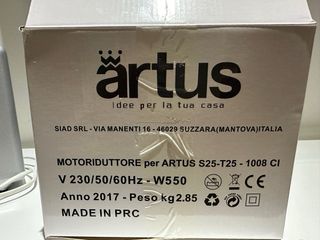 artus
Idee per la tua casa
SIAD SRL - VIA MANENTI 16 - 46029 SUZZARA(MANTOVA)ITALIA
MOTORIDUTTORE per ARTUS S25-T25 - 1008 CI
V 230/50/60Hz - W550
Anno 2017 - Peso kg2.85
MADE IN PRC